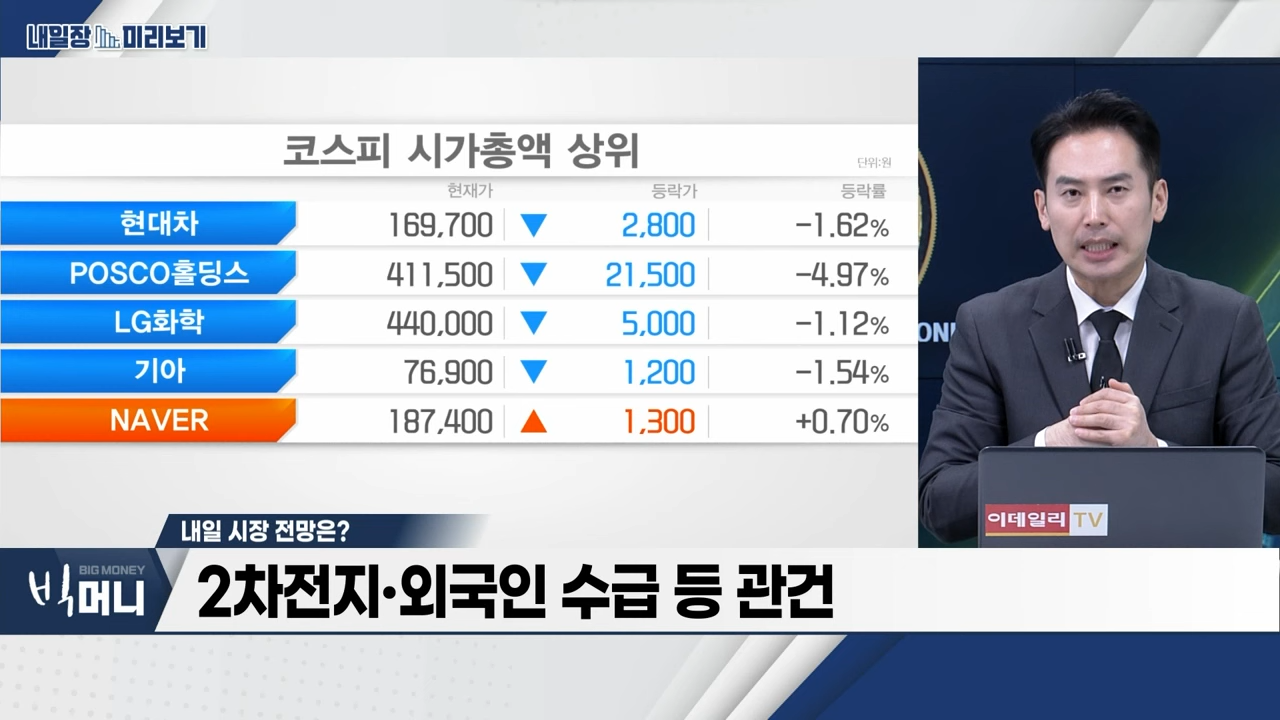 내일장 미리보기
코스피 시가총액 상위
단위:원
현재가 등락가 등락률
현대차 169,700 ▼ 2,800 -1.62%
POSCO홀딩스 411,500 ▼ 21,500 -4.97%
LG화학 440,000 ▼ 5,000 -1.12%
기아 76,900 ▼ 1,200 -1.54%
NAVER 187,400 ▲ 1,300 +0.70%
이데일리 TV
내일 시장 전망은?
BIG MONEY
빅머니
2차전지·외국인 수급 등 관건